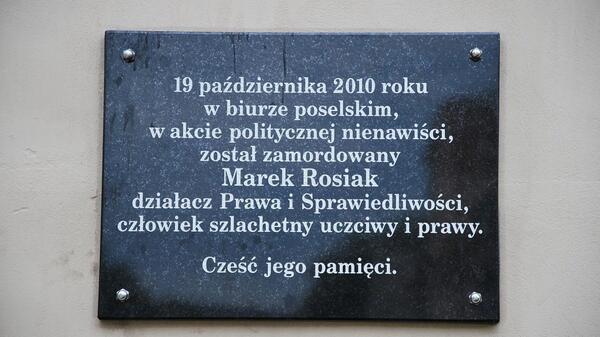 19 października 2010 roku
w biurze poselskim,
w akcie politycznej nienawiści,
został zamordowany
Marek Rosiak
działacz Prawa i Sprawiedliwości,
człowiek szlachetny uczciwy i prawy.
Cześć jego pamięci.